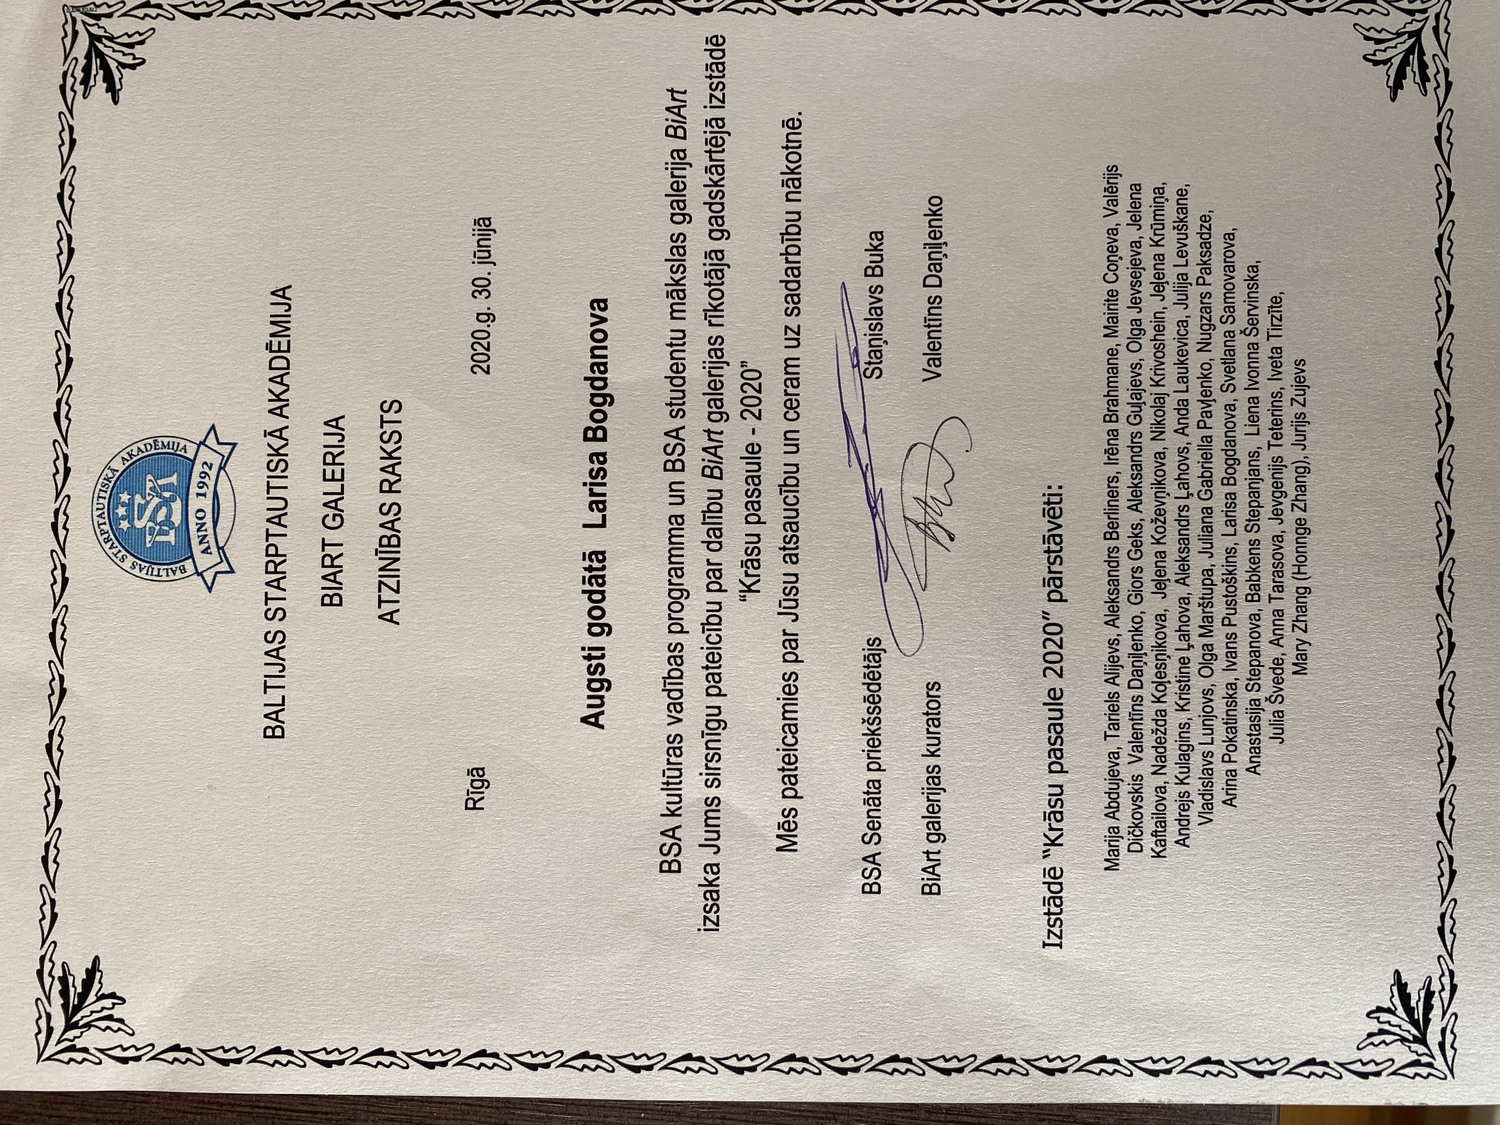 BALTIJAS STARPTAUTISKĀ AKADĒMIJA
BSA
ANNO 1992
BALTIJAS STARPTAUTISKĀ AKADĒMIJA
BIART GALERIJA
ATZINĪBAS RAKSTS
Rīgā 2020.g. 30. jūnijā
Augsti godātā Larisa Bogdanova
BSA kultūras vadības programma un BSA studentu mākslas galerija BiArt
izsaka Jums sirsnīgu pateicību par dalību BiArt galerijas rīkotājā gadskārtējā izstādē
“Krāsu pasaule - 2020”
Mēs pateicamies par Jūsu atsaucību un ceram uz sadarbību nākotnē.
BSA Senāta priekšsēdētājs Staņislavs Buka
BiArt galerijas kurators Valentīns Daņiļenko
Izstādē “Krāsu pasaule 2020” pārstāvēti:
Marija Abdujeva, Tariels Alijevs, Aleksandrs Berliners, Irēna Brahmane, Mairite Coņeva, Valērijs
Dičkovskis Valentīns Daņiļenko, Giors Geks, Aleksandrs Guļajevs, Olga Jevsejeva, Jelena
Kaftailova, Nadežda Koļesņikova, Jeļena Koževņikova, Nikolaj Krivoshein, Jeļena Krūmiņa,
Andrejs Kulagins, Kristine Ļahova, Aleksandrs Ļahovs, Anda Laukevica, Julija Levuškane,
Vladislavs Lunjovs, Olga Marštupa, Juliana Gabriella Pavļenko, Nugzars Paksadze,
Arina Pokatinska, Ivans Pustoškins, Larisa Bogdanova, Svetlana Samovarova,
Anastasija Stepanova, Babkens Stepanjans, Liena Ivonna Šervinska,
Julia Švede, Anna Tarasova, Jevgenijs Teterins, Iveta Tīrzīte,
Mary Zhang (Honnge Zhang), Jurijs Zujevs